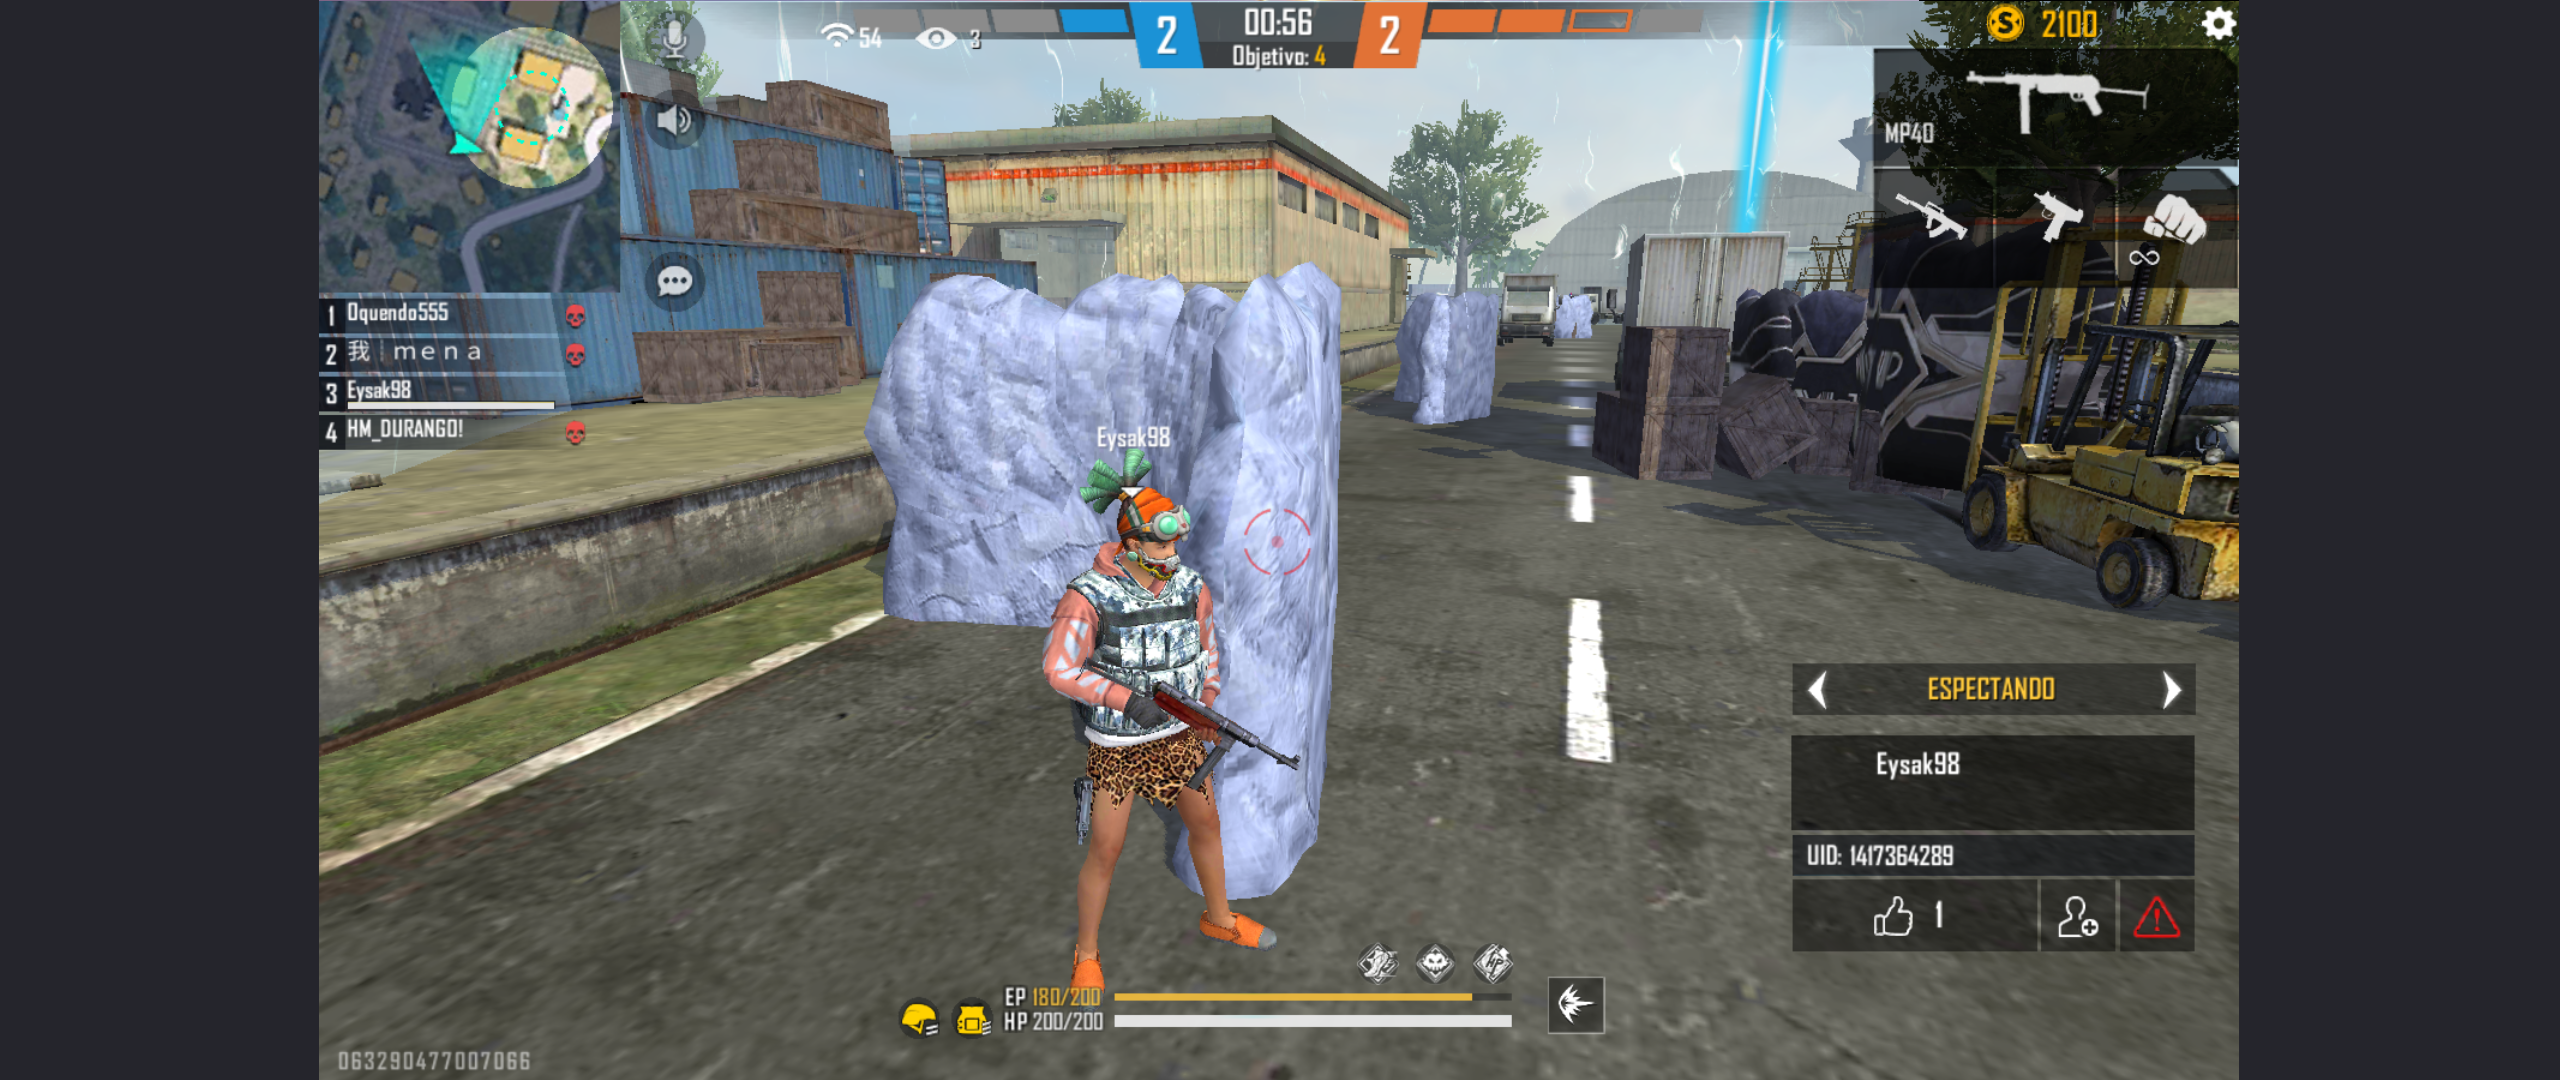 54
3
2
00:56
Objetivo: 4
2
2100
MP40
1 Oquendo555
2 我 mena
3 Eysak98
4 HM_DURANGO!
Eysak98
ESPECTANDO
Eysak98
UID: 1417364289
1
EP 180/200
HP 200/200
063290477007066